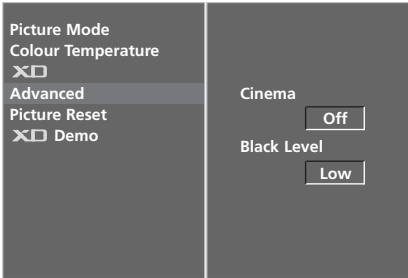 Picture Mode
Colour Temperature
XD
Advanced
Picture Reset
XD Demo
Cinema
Off
Black Level
Low